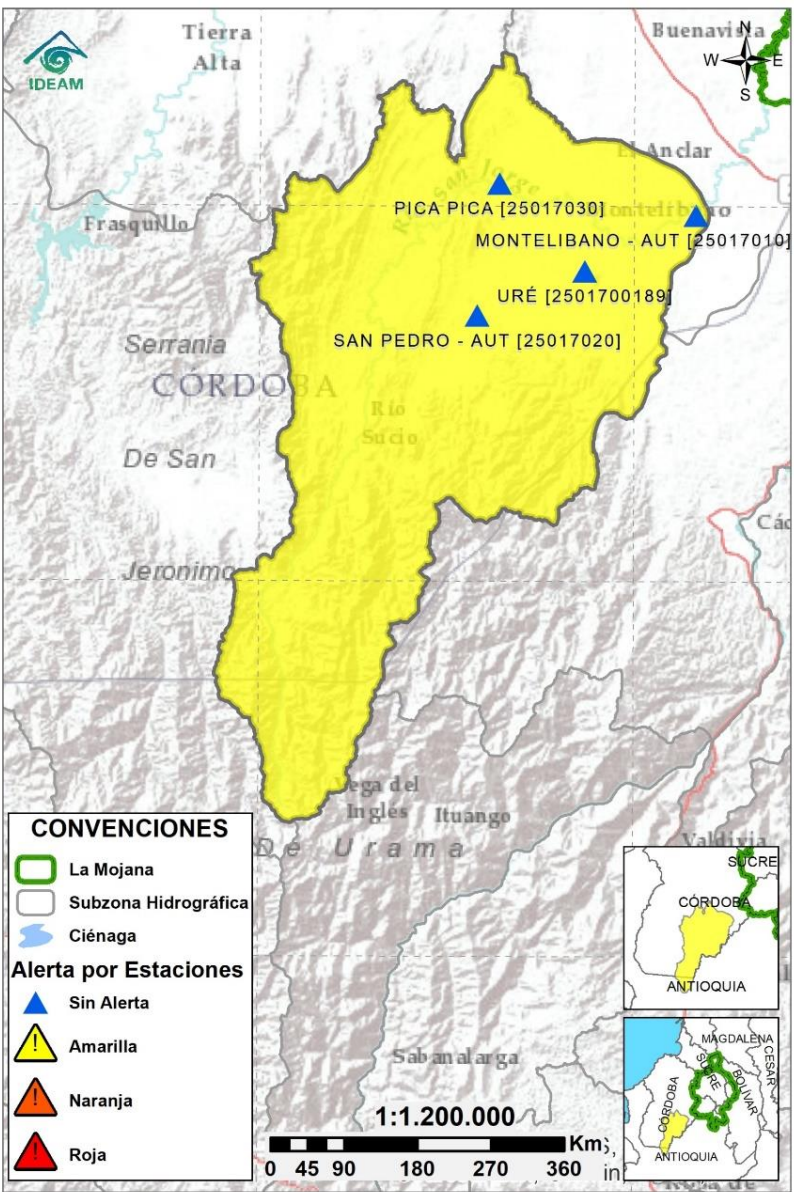 IDEAM
Tierra
Alta
Buenavista
N
W
E
S
El Anclar
PICA PICA [25017030]
Frasquillo
MONTELIBANO - AUT [25017010]
URÉ [2501700189]
SAN PEDRO - AUT [25017020]
Serrania
CÓRDOBA
Río
Sucio
De San
Jeronimo
Vega del
Inglés
Ituango
De Urama
Valdivia
Sabanalarga
CONVENCIONES
La Mojana
Subzona Hidrográfica
Ciénaga
Alerta por Estaciones
Sin Alerta
Amarilla
Naranja
Roja
1:1.200.000
Km
0 45 90 180 270 360
SUCRE
CÓRDOBA
ANTIOQUIA
MAGDALENA
CESAR
SUCRE
BOLÍVAR
CÓRDOBA
ANTIOQUIA